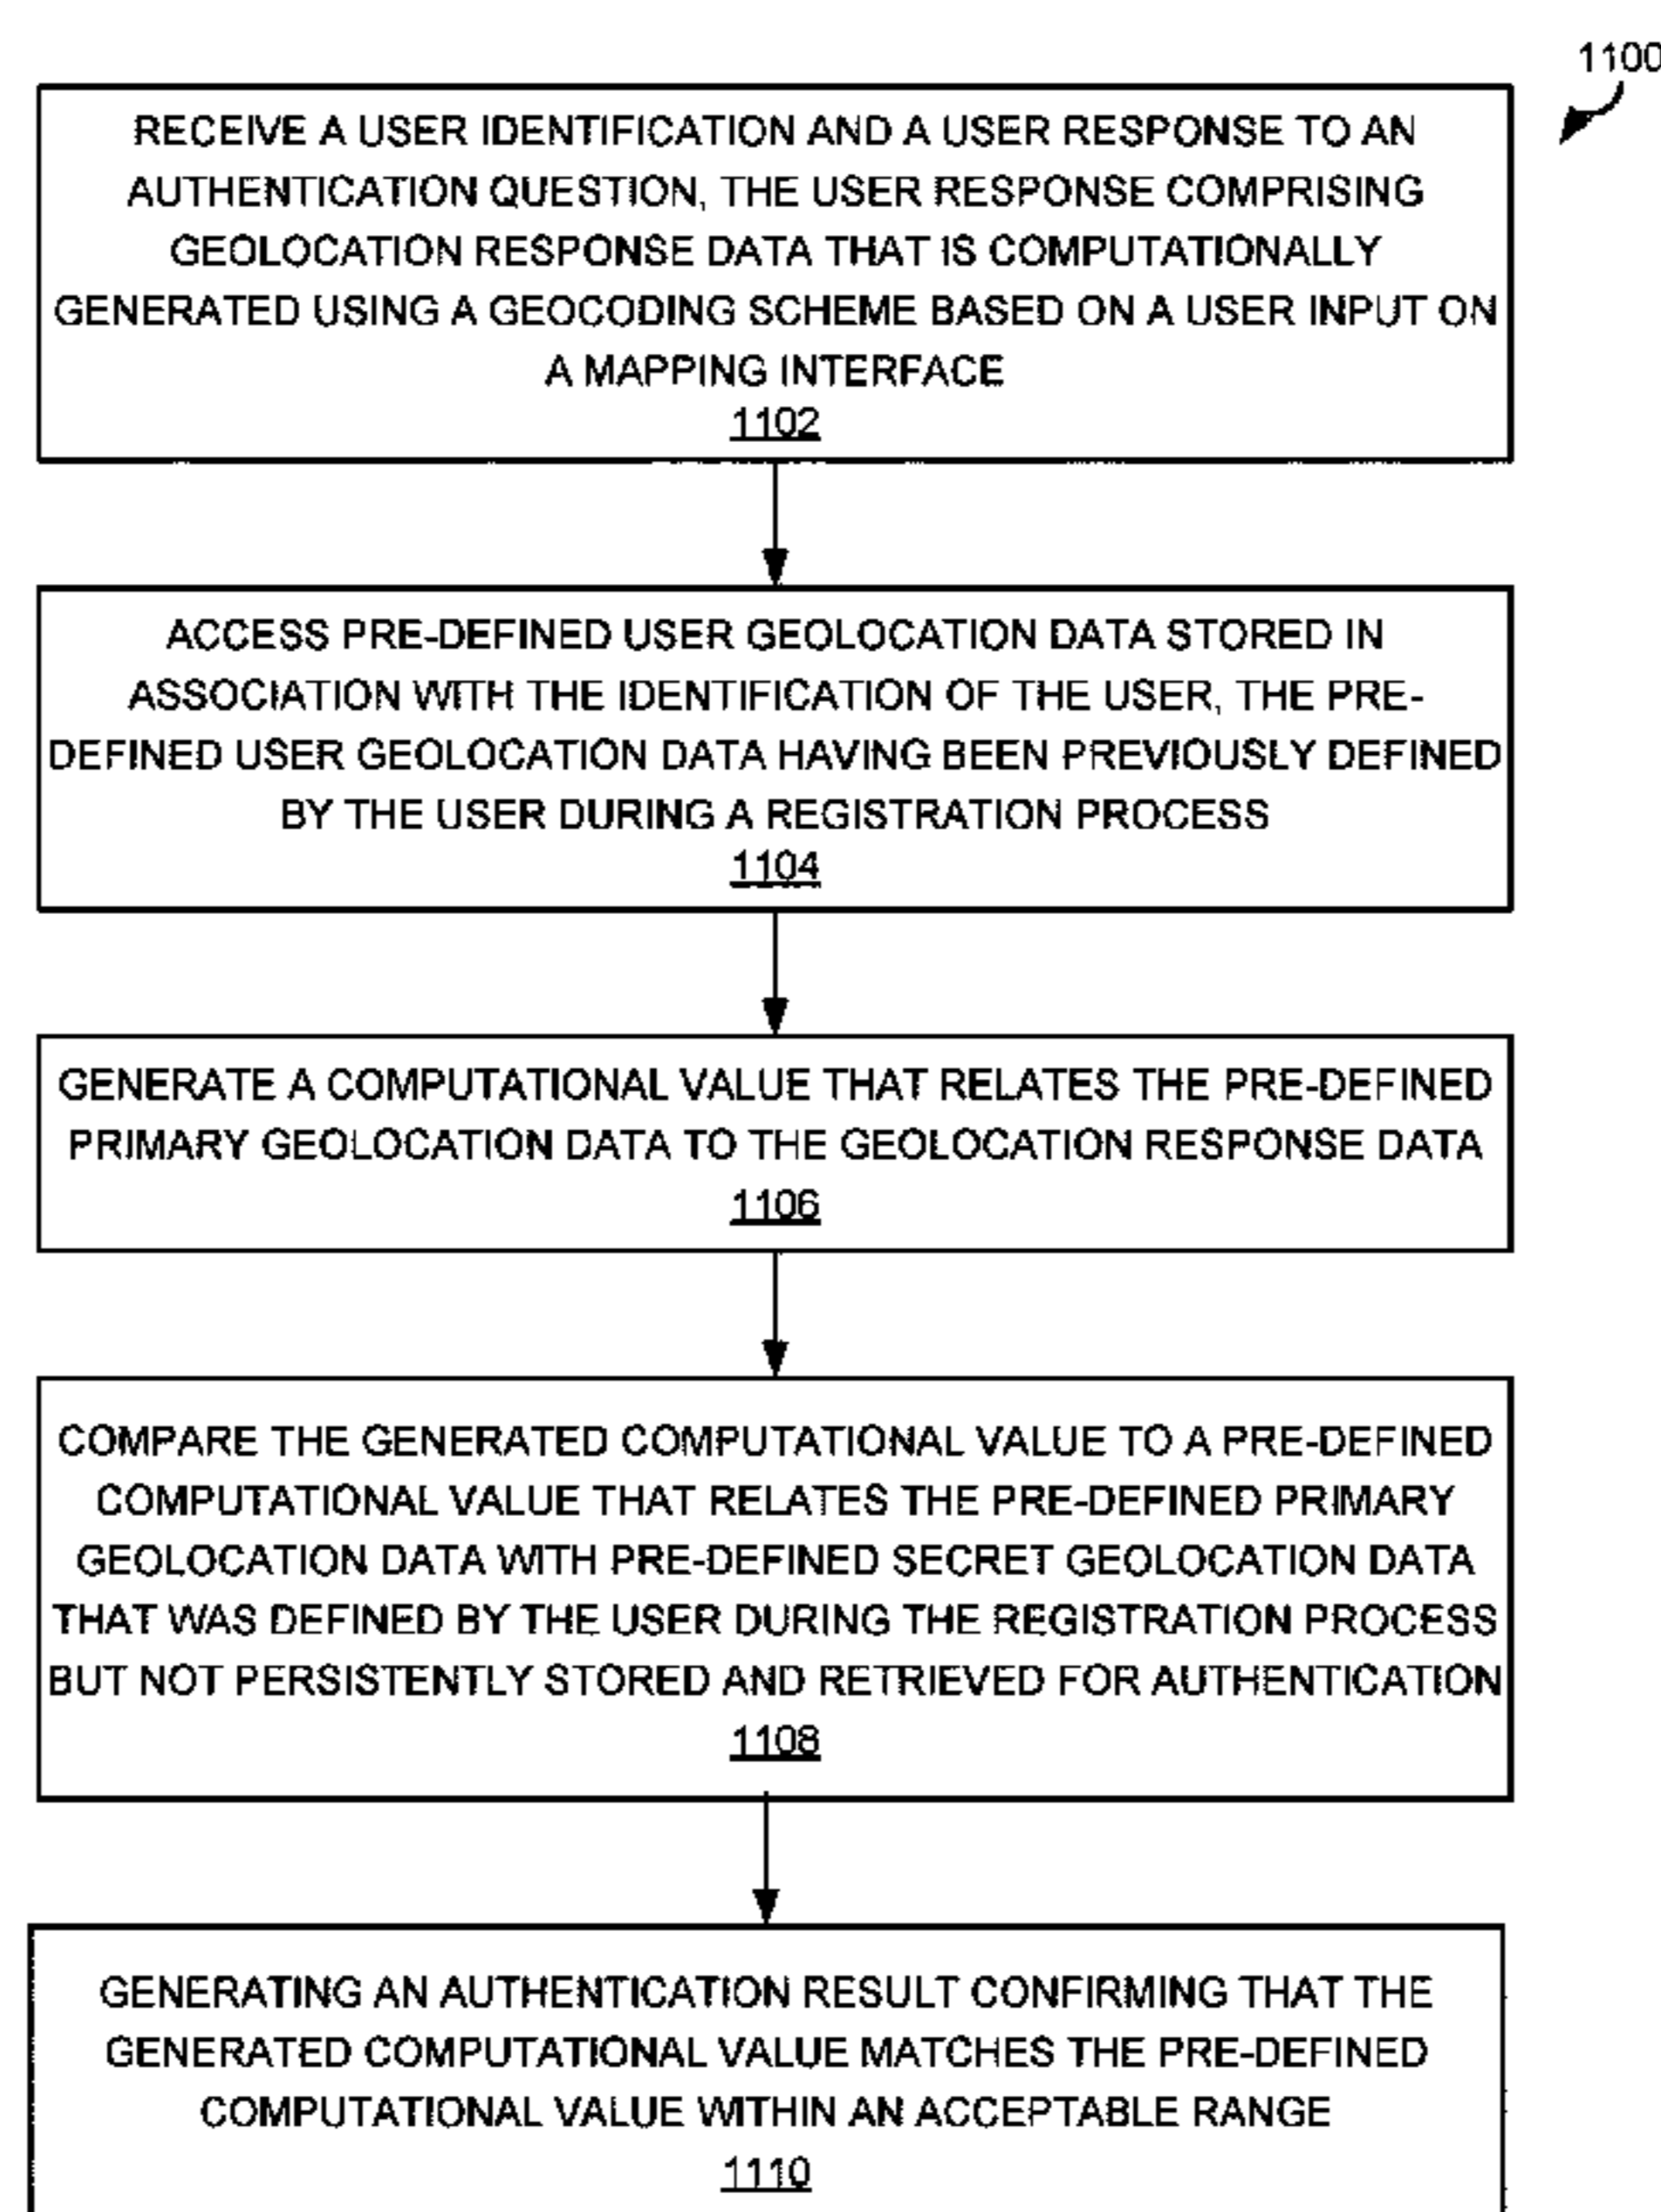 1100
RECEIVE A USER IDENTIFICATION AND A USER RESPONSE TO AN
AUTHENTICATION QUESTION, THE USER RESPONSE COMPRISING
GEOLOCATION RESPONSE DATA THAT IS COMPUTATIONALLY
GENERATED USING A GEOCODING SCHEME BASED ON A USER INPUT ON
A MAPPING INTERFACE
1102
ACCESS PRE-DEFINED USER GEOLOCATION DATA STORED IN
ASSOCIATION WITH THE IDENTIFICATION OF THE USER, THE PRE-
DEFINED USER GEOLOCATION DATA HAVING BEEN PREVIOUSLY DEFINED
BY THE USER DURING A REGISTRATION PROCESS
1104
GENERATE A COMPUTATIONAL VALUE THAT RELATES THE PRE-DEFINED
PRIMARY GEOLOCATION DATA TO THE GEOLOCATION RESPONSE DATA
1106
COMPARE THE GENERATED COMPUTATIONAL VALUE TO A PRE-DEFINED
COMPUTATIONAL VALUE THAT RELATES THE PRE-DEFINED PRIMARY
GEOLOCATION DATA WITH PRE-DEFINED SECRET GEOLOCATION DATA
THAT WAS DEFINED BY THE USER DURING THE REGISTRATION PROCESS
BUT NOT PERSISTENTLY STORED AND RETRIEVED FOR AUTHENTICATION
1108
GENERATING AN AUTHENTICATION RESULT CONFIRMING THAT THE
GENERATED COMPUTATIONAL VALUE MATCHES THE PRE-DEFINED
COMPUTATIONAL VALUE WITHIN AN ACCEPTABLE RANGE
1110